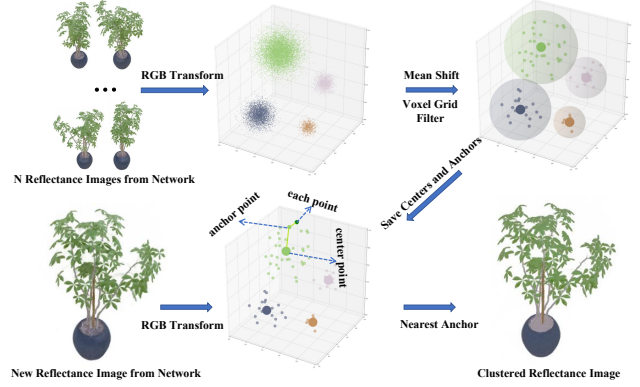 RGB Transform
Mean Shift
Voxel Grid
Filter
N Reflectance Images from Network
Save Centers and Anchors
each point
anchor point
center point
RGB Transform
Nearest Anchor
New Reflectance Image from Network
Clustered Reflectance Image